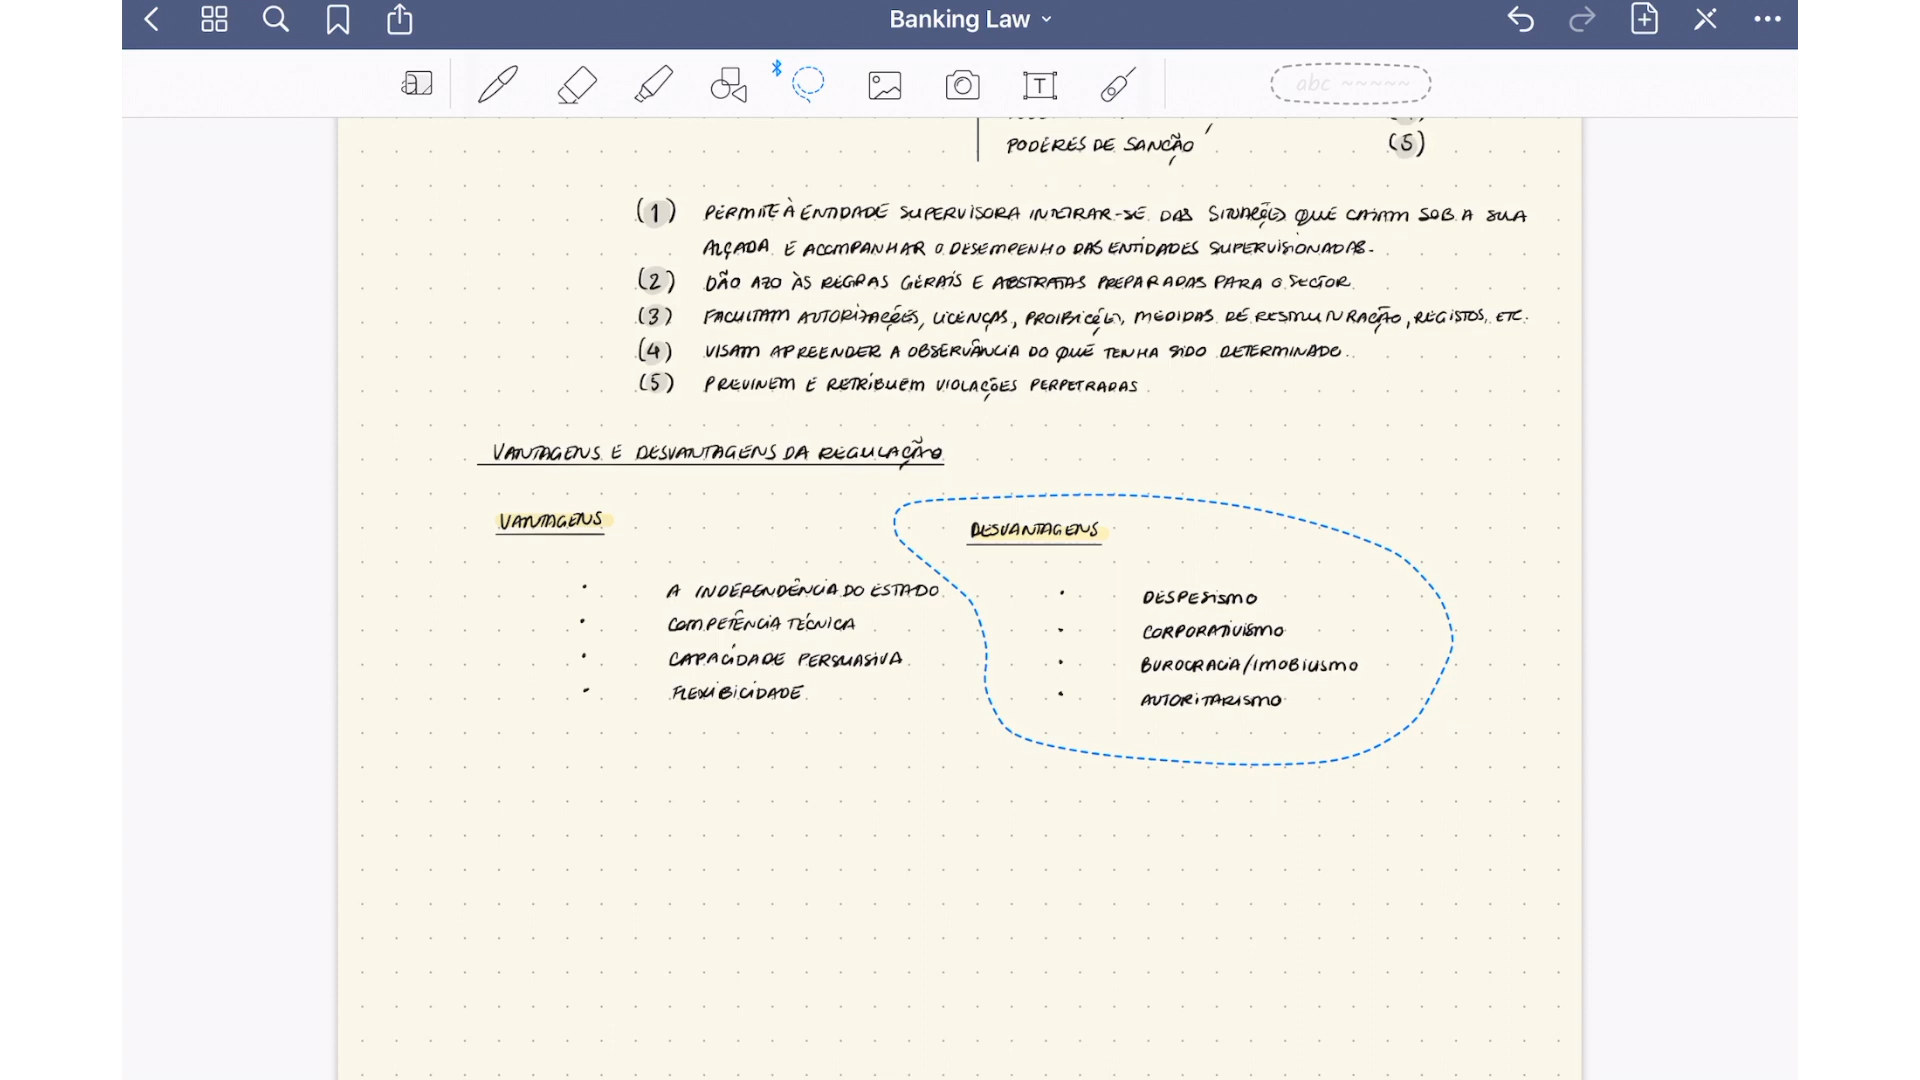 Banking Law
abc
PODERES DE SANÇÃO (5)
(1) PERMITE À ENTIDADE SUPERVISORA INTEIRAR-SE DAS SITUAÇÕES QUE CAIAM SOB A SUA
ALÇADA E ACOMPANHAR O DESEMPENHO DAS ENTIDADES SUPERVISIONADAS.
(2) DÃO AZO ÀS REGRAS GERAIS E ABSTRATAS PREPARADAS PARA O SECTOR.
(3) FACULTAM AUTORIZAÇÕES, LICENÇAS, PROIBIÇÕES, MEDIDAS DE, REGISTOS, ETC.
(4) VISAM APREENDER A OBSERVÂNCIA DO QUE TENHA SIDO DETERMINADO.
(5) PREVINEM E RETRIBUEM VIOLAÇÕES PERPETRADAS
VANTAGENS E DESVANTAGENS DA REGULAÇÃO
VANTAGENS
• A INDEPENDÊNCIA DO ESTADO
• COMPETÊNCIA TÉCNICA
• CAPACIDADE PERSUASIVA
• FLEXIBILIDADE
DESVANTAGENS
• DESPESISMO
• CORPORATIVISMO
• BUROCRACIA/IMOBILISMO
• AUTORITARISMO